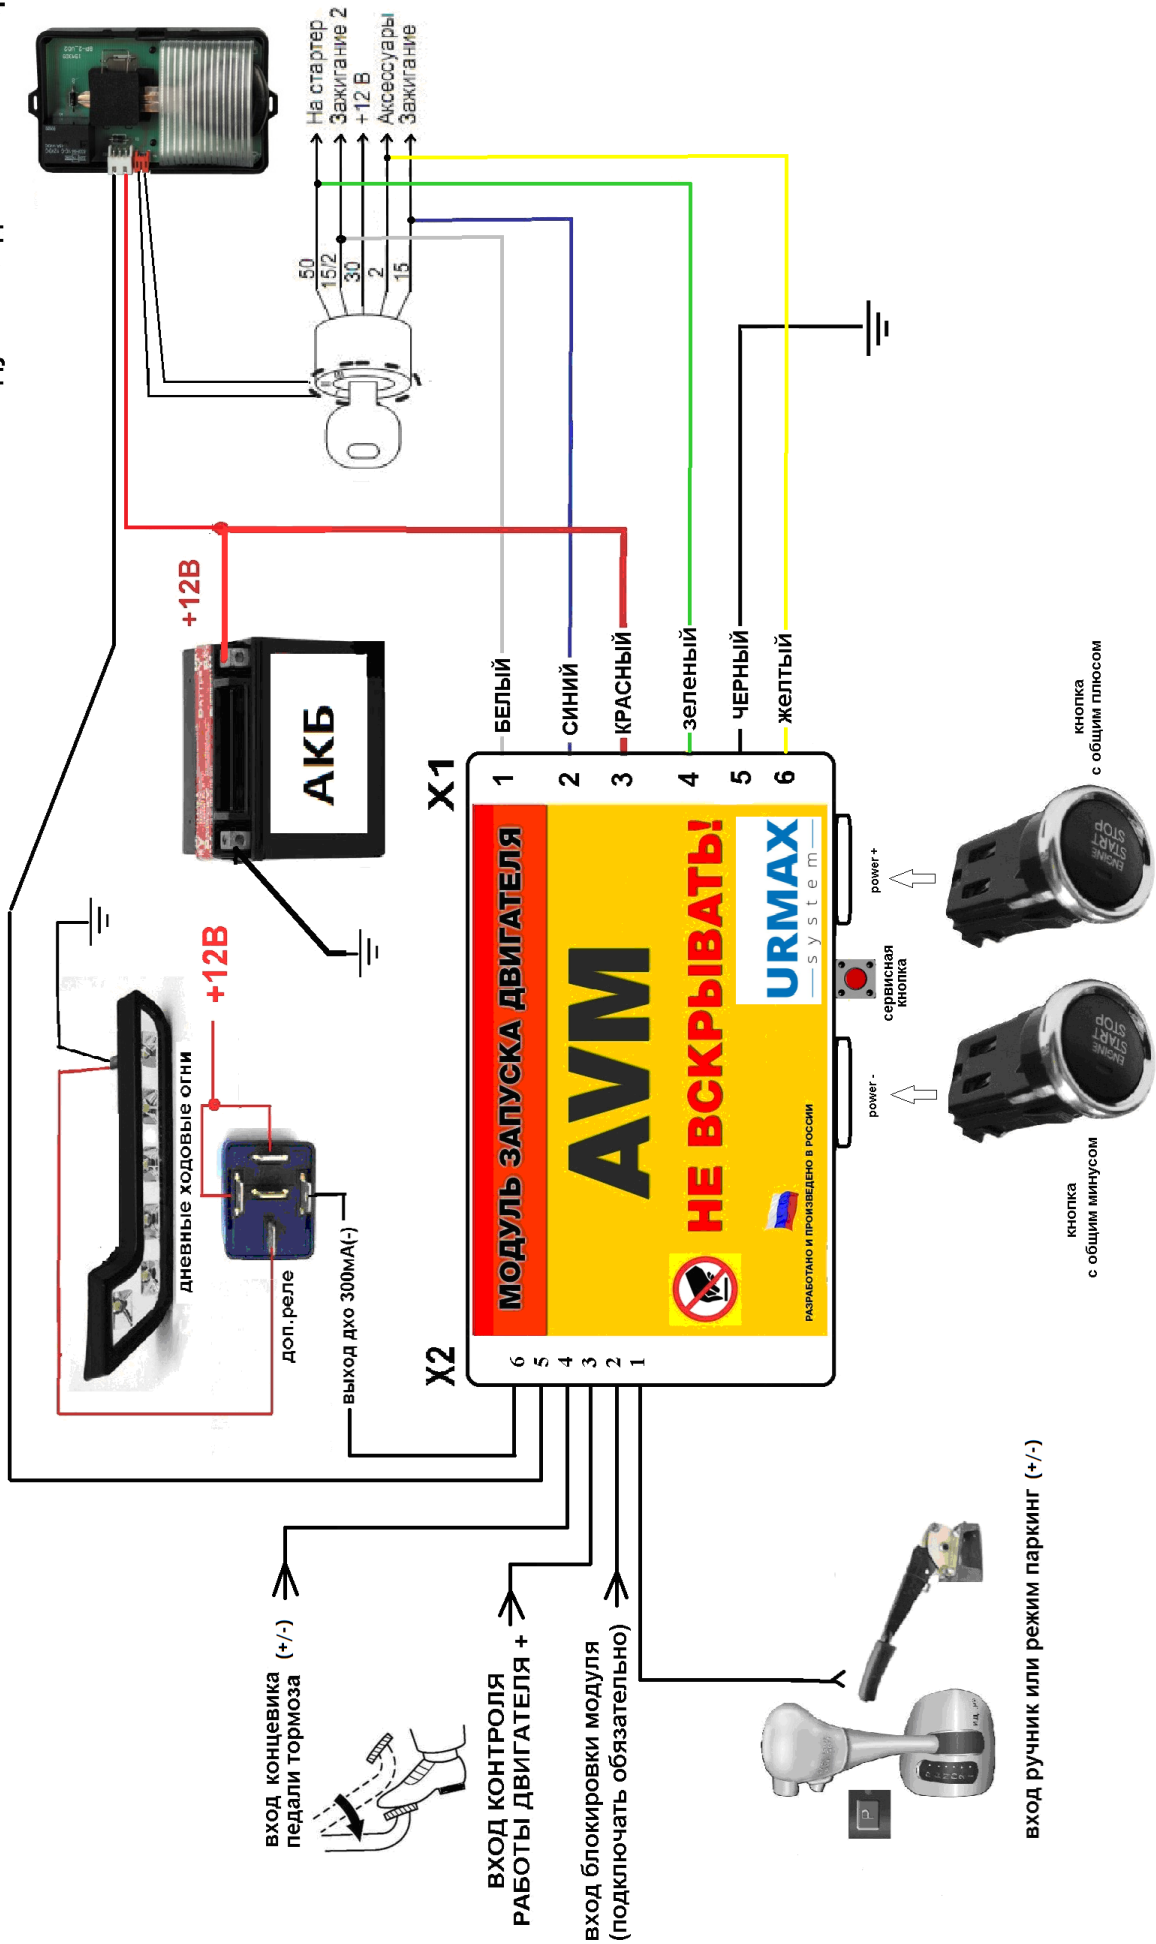 На стартер
Зажигание 2
+12 В
Аксессуары
Зажигание
50
15/2
30
2
15
+12В
АКБ
+12В
дневные ходовые огни
доп.реле
выход дхо 300мА(-)
X1
1 БЕЛЫЙ
2 СИНИЙ
3 КРАСНЫЙ
4 зеленый
5 ЧЕРНЫЙ
6 желтый
МОДУЛЬ ЗАПУСКА ДВИГАТЕЛЯ
AVM
НЕ ВСКРЫВАТЬ!
URMAX
system
РАЗРАБОТАНО И ПРОИЗВЕДЕНО В РОССИИ
X2
6
5
4
3
2
1
power +
сервисная
кнопка
power -
кнопка
с общим плюсом
ENGINE
START
STOP
кнопка
с общим минусом
ENGINE
START
STOP
вход концевика (+/-)
педали тормоза
ВХОД КОНТРОЛЯ
РАБОТЫ ДВИГАТЕЛЯ +
вход блокировки модуля
(подключать обязательно)
P
вход ручник или режим паркинг (+/-)